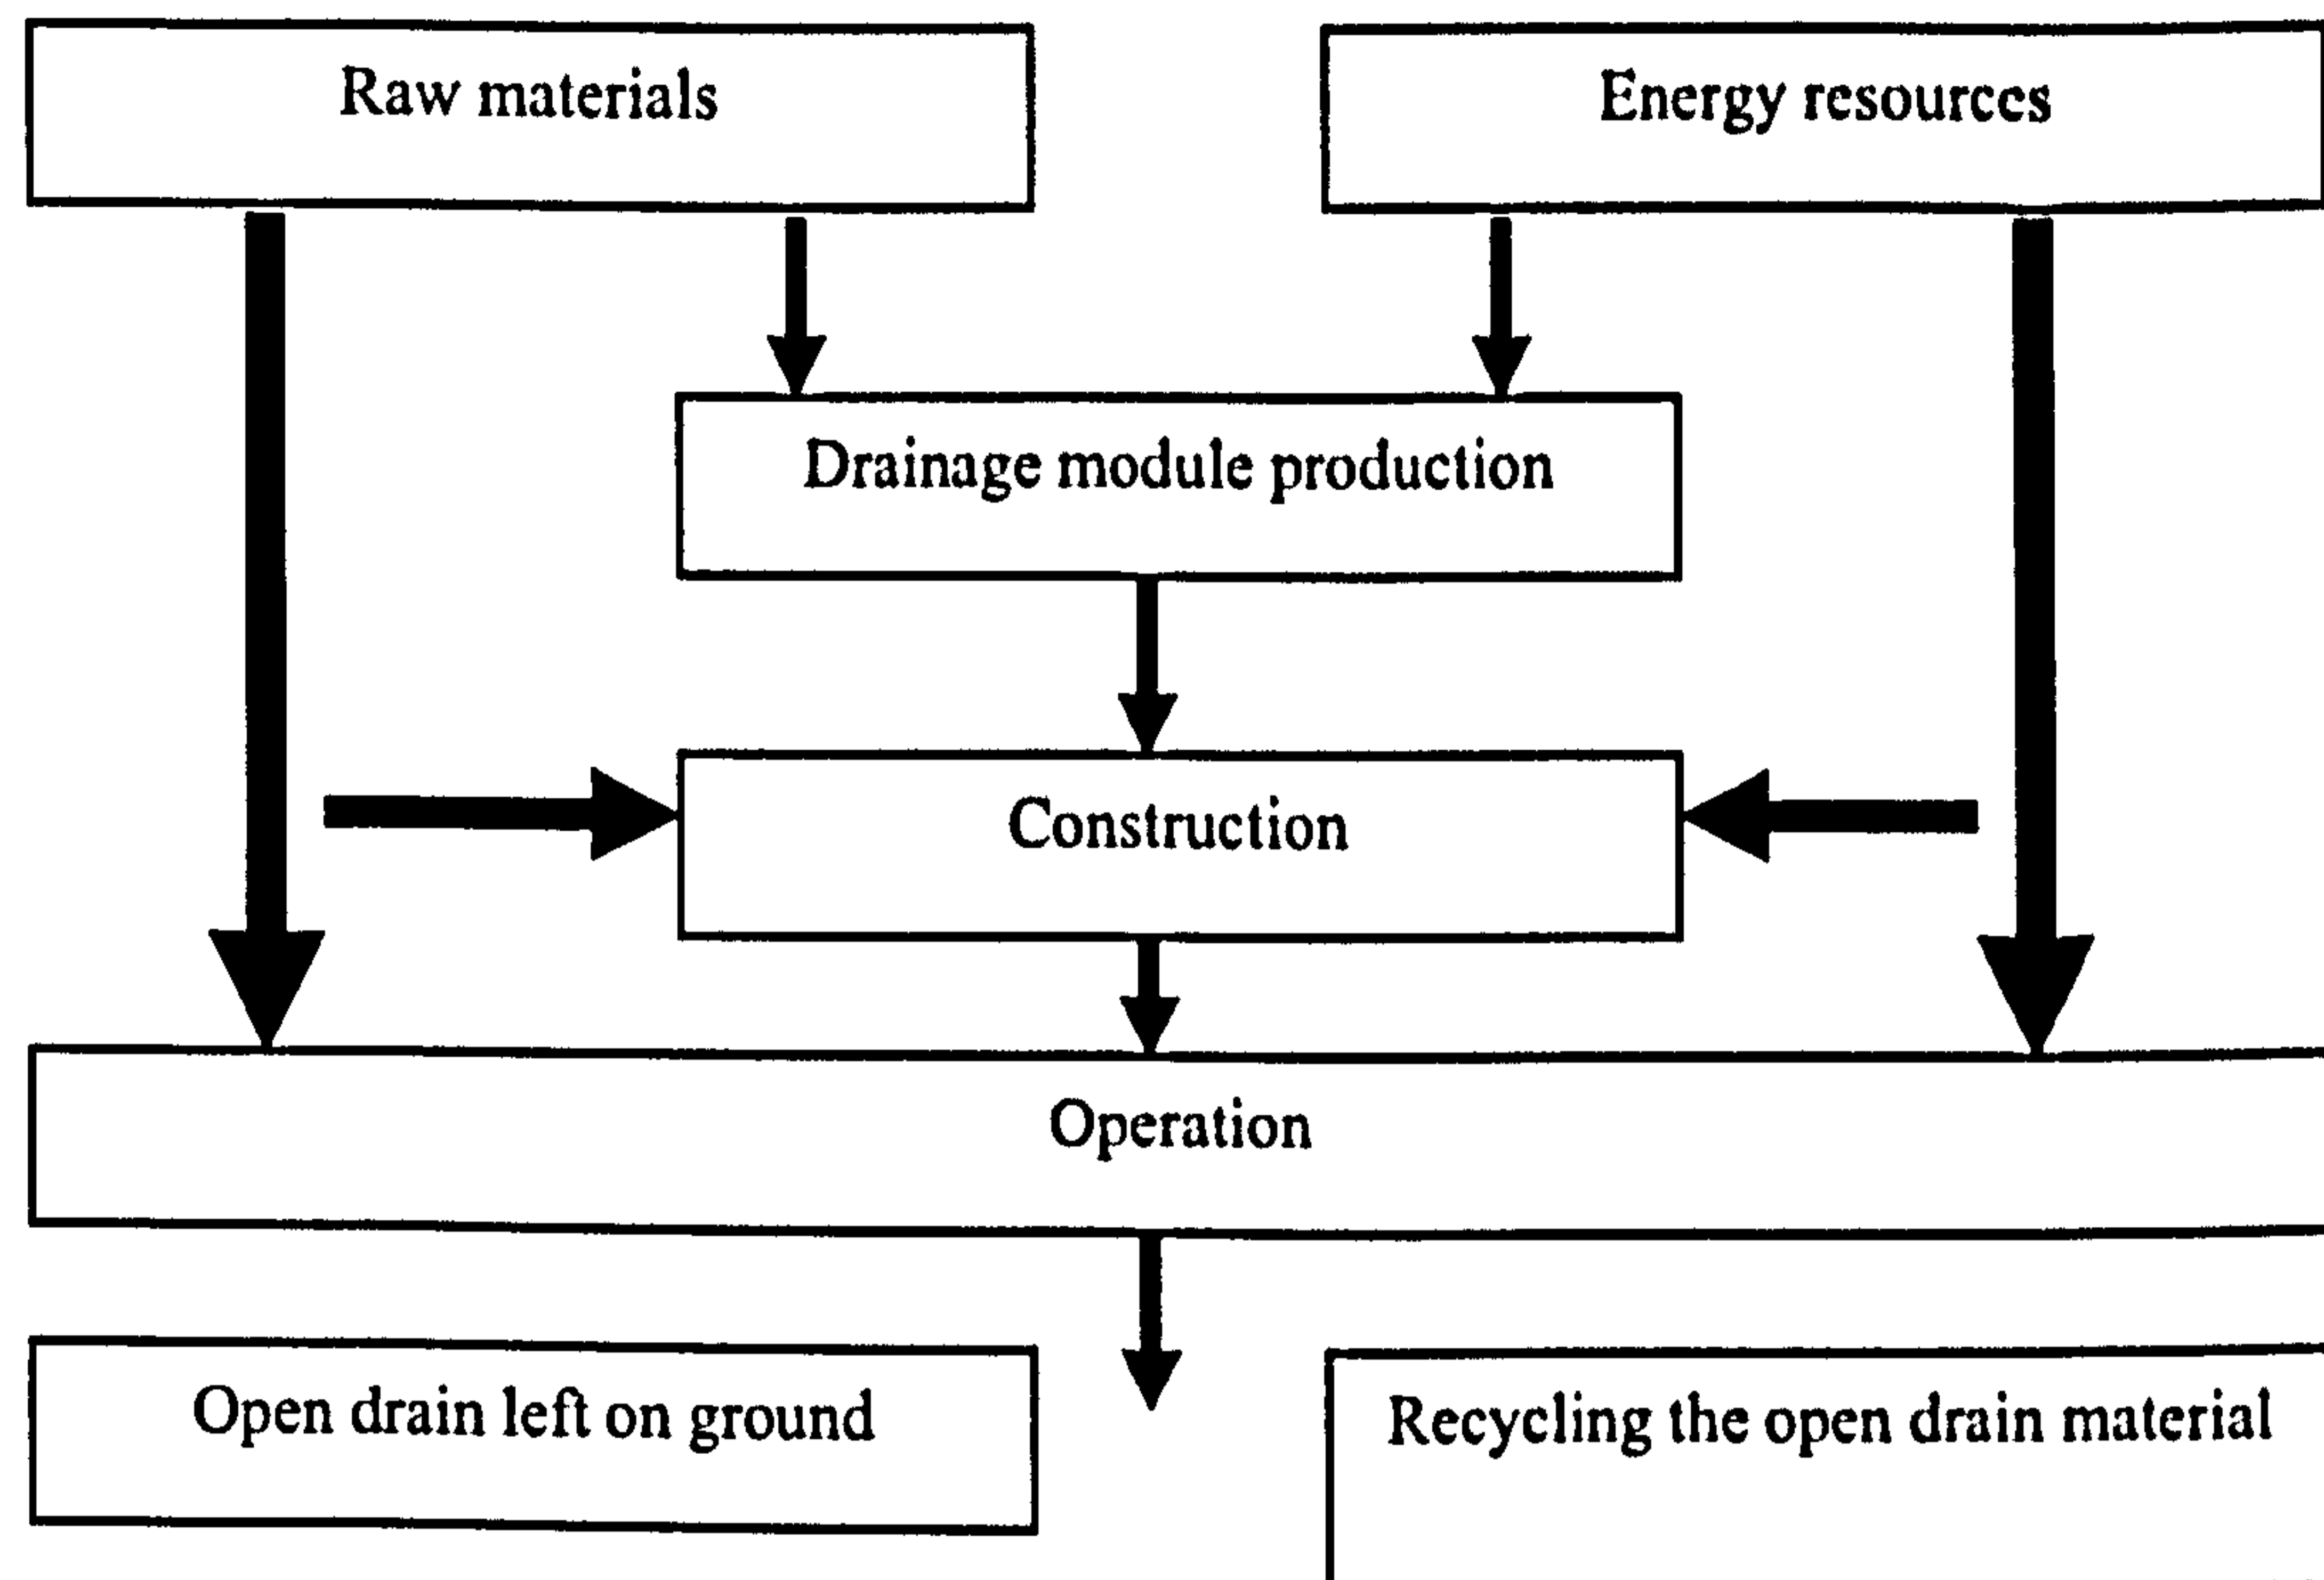 Raw materials
Energy resources
Drainage module production
Construction
Operation
Open drain left on ground
Recycling the open drain material